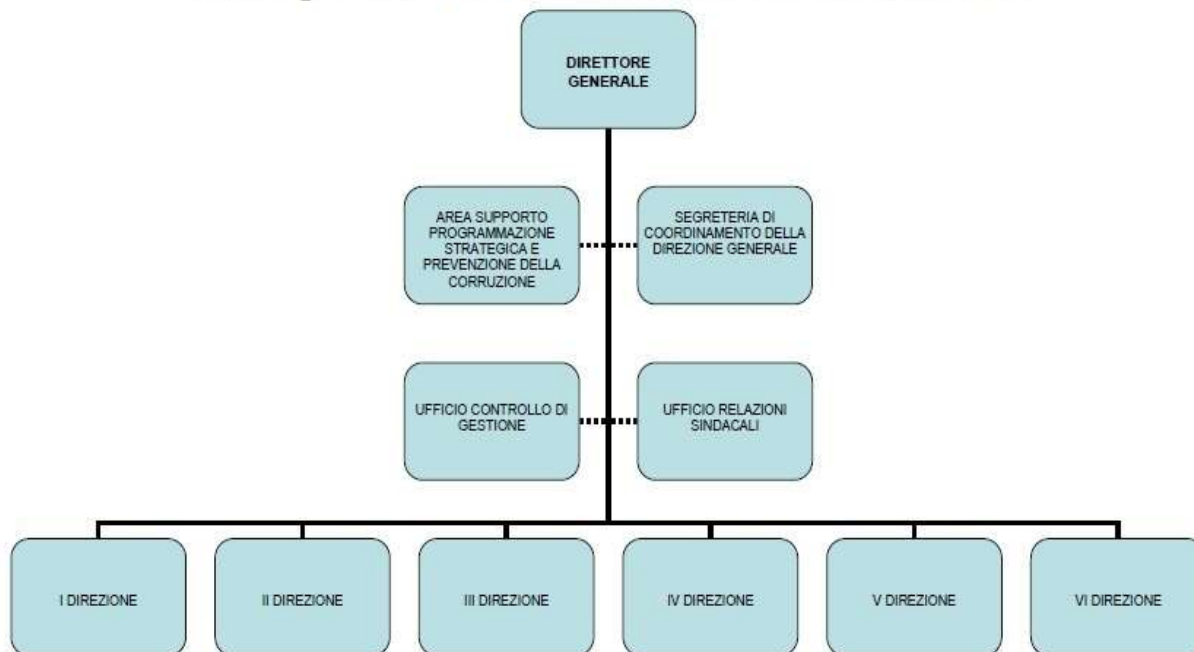 DIRETTORE
GENERALE
AREA SUPPORTO
PROGRAMMAZIONE
STRATEGICA E
PREVENZIONE DELLA
CORRUZIONE
SEGRETERIA DI
COORDINAMENTO DELLA
DIREZIONE GENERALE
UFFICIO CONTROLLO DI
GESTIONE
UFFICIO RELAZIONI
SINDACALI
I DIREZIONE
II DIREZIONE
III DIREZIONE
IV DIREZIONE
V DIREZIONE
VI DIREZIONE